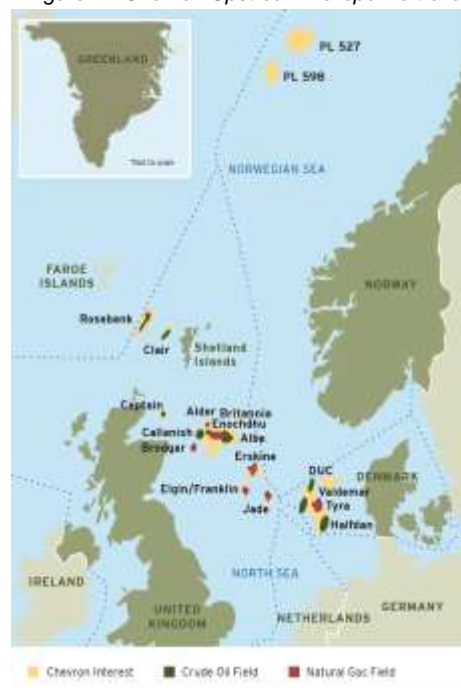 PL 527
GREENLAND
PL 598
NORWEGIAN SEA
FAROE
ISLANDS
NORWAY
Rosebank
Clair
Shetland
Islands
Captain
Alder Britannia
Enochdhu
Callanish
Alba
Brodgar
Erskine
DUC
DENMARK
Elgin/Franklin
Valdemar
Tyra
Jade
Halfdan
NORTH SEA
IRELAND
UNITED
KINGDOM
NETHERLANDS
GERMANY
Chevron Interest
Crude Oil Field
Natural Gas Field